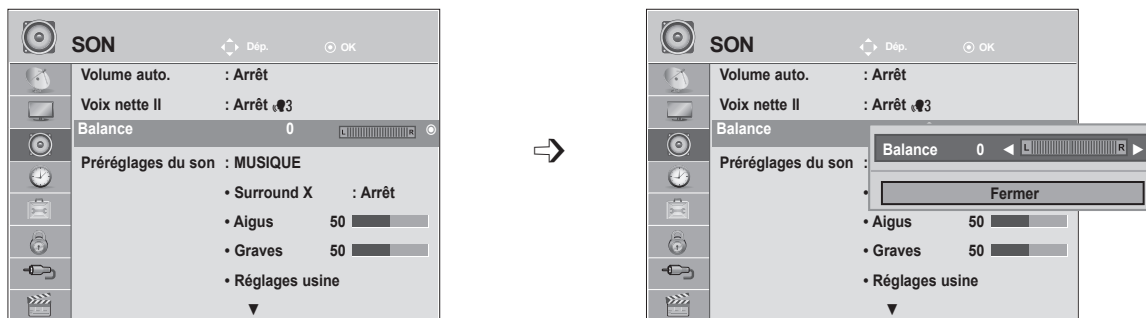 SON Dép. OK
Volume auto. : Arrêt
Voix nette II : Arrêt 3
Balance 0 L R
Préréglages du son : MUSIQUE
• Surround X : Arrêt
• Aigus 50
• Graves 50
• Réglages usine
SON Dép. OK
Volume auto. : Arrêt
Voix nette II : Arrêt 3
Balance
Balance 0 L R
Préréglages du son :
Fermer
•
• Aigus 50
• Graves 50
• Réglages usine